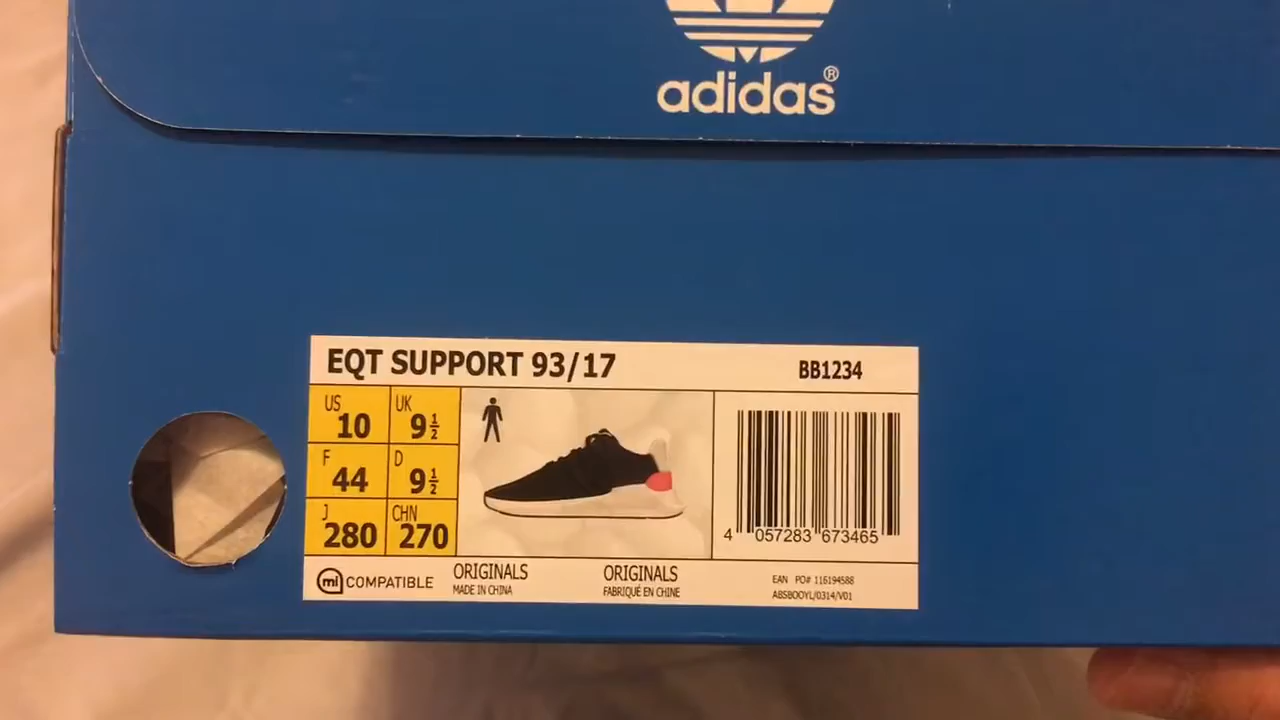 adidas®
EQT SUPPORT 93/17 BB1234
US 10 UK 9½
F 44 D 9½
J 280 CHN 270
4 057283 673465
mi COMPATIBLE
ORIGINALS
MADE IN CHINA
ORIGINALS
FABRIQUÉ EN CHINE
EAN PO# 116194588
ABSBOOYL/0314/V01